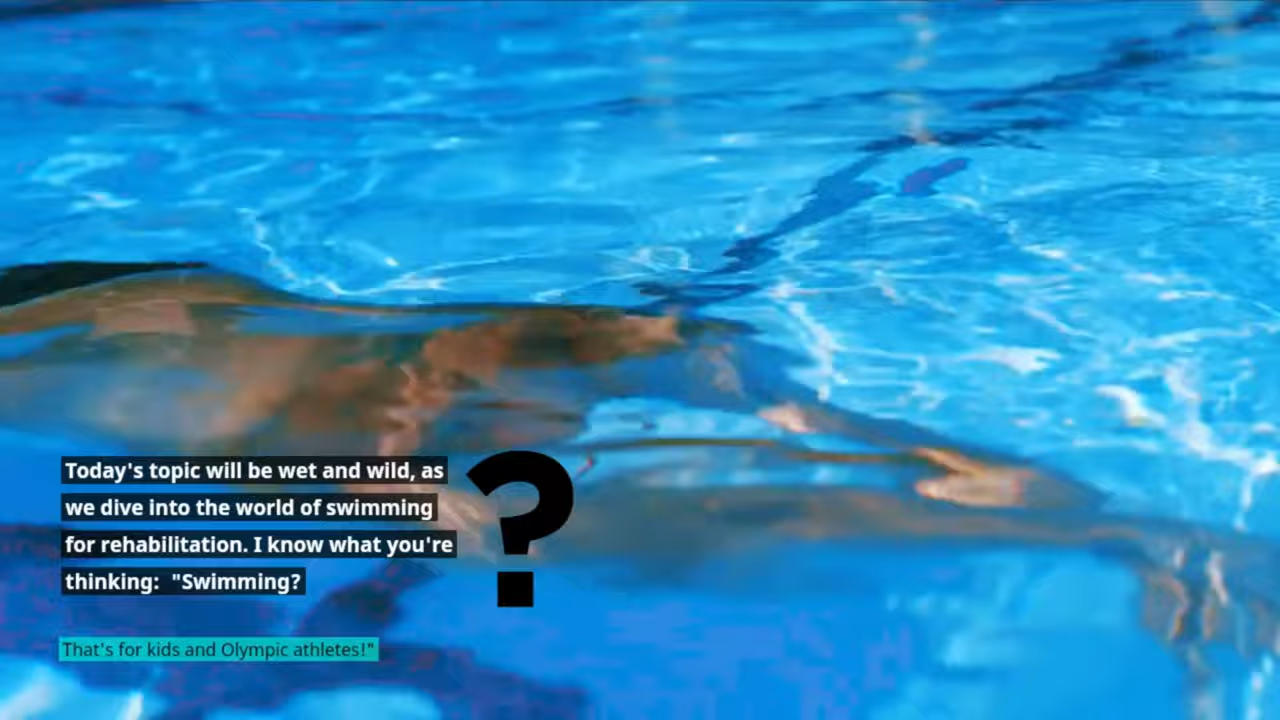 Today's topic will be wet and wild, as
we dive into the world of swimming
for rehabilitation. I know what you're
thinking:  "Swimming?
?
That's for kids and Olympic athletes!"